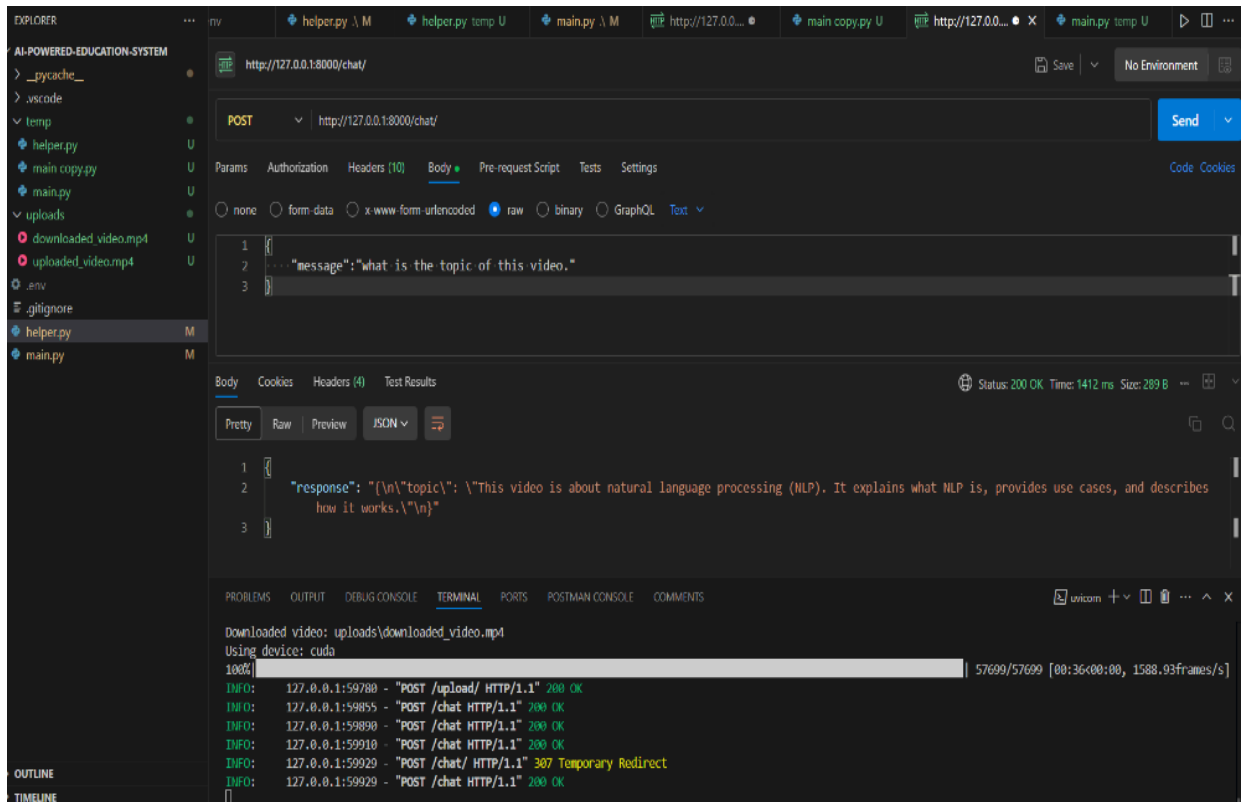 EXPLORER ··· nv helper.py .\ M helper.py temp U main.py .\ M http://127.0.0.... main copy.py U http://127.0.0.... main.py temp U ···
AI-POWERED-EDUCATION-SYSTEM
http://127.0.0.1:8000/chat/ Save No Environment
__pycache__
.vscode
temp
POST http://127.0.0.1:8000/chat/ Send
helper.py U
main copy.py U
Params Authorization Headers (10) Body Pre-request Script Tests Settings Code Cookies
main.py U
uploads
none form-data x-www-form-urlencoded raw binary GraphQL Text
downloaded_video.mp4 U
1 {
uploaded_video.mp4 U
2 ····"message":"what·is·the·topic·of·this·video."
.env
3 }
.gitignore
helper.py M
main.py M
Body Cookies Headers (4) Test Results Status: 200 OK Time: 1412 ms Size: 289 B ···
Pretty Raw Preview JSON
1 {
2 "response": "{\n\"topic\": \"This video is about natural language processing (NLP). It explains what NLP is, provides use cases, and describes
how it works.\"\n}"
3 }
PROBLEMS OUTPUT DEBUG CONSOLE TERMINAL PORTS POSTMAN CONSOLE COMMENTS uvicorn ···
Downloaded video: uploads\downloaded_video.mp4
Using device: cuda
100%| | 57699/57699 [00:36<00:00, 1588.93frames/s]
INFO: 127.0.0.1:59780 - "POST /upload/ HTTP/1.1" 200 OK
INFO: 127.0.0.1:59855 - "POST /chat HTTP/1.1" 200 OK
INFO: 127.0.0.1:59890 - "POST /chat HTTP/1.1" 200 OK
INFO: 127.0.0.1:59910 - "POST /chat HTTP/1.1" 200 OK
INFO: 127.0.0.1:59929 - "POST /chat/ HTTP/1.1" 307 Temporary Redirect
INFO: 127.0.0.1:59929 - "POST /chat HTTP/1.1" 200 OK
OUTLINE
TIMELINE